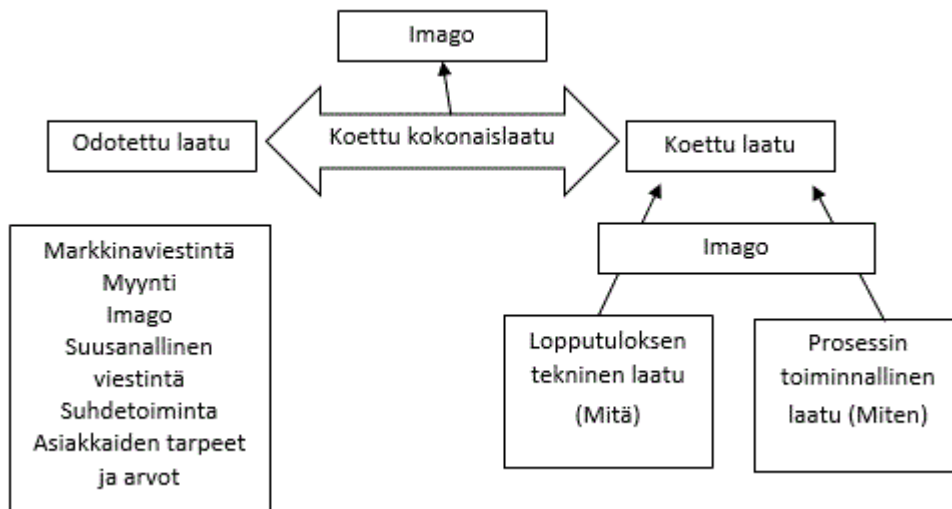 Imago
Odotettu laatu
Koettu kokonaislaatu
Koettu laatu
Markkinaviestintä
Myynti
Imago
Suusanallinen
viestintä
Suhdetoiminta
Asiakkaiden tarpeet
ja arvot
Imago
Lopputuloksen
tekninen laatu
(Mitä)
Prosessin
toiminnallinen
laatu (Miten)